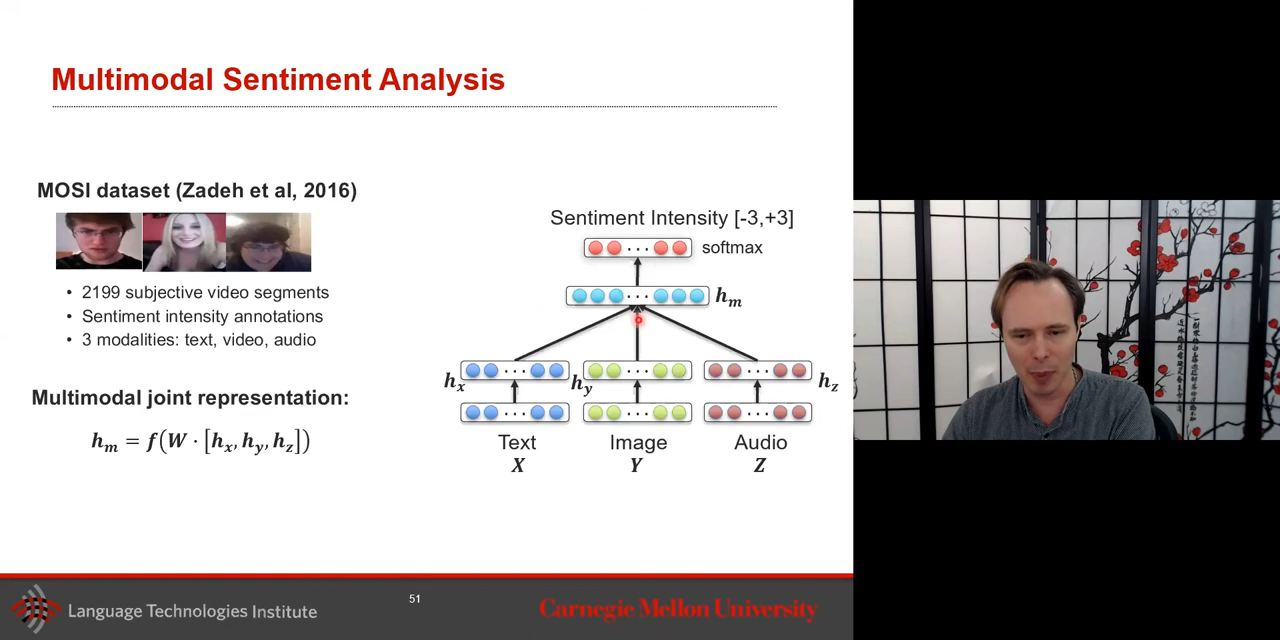 Multimodal Sentiment Analysis
MOSI dataset (Zadeh et al, 2016)
• 2199 subjective video segments
• Sentiment intensity annotations
• 3 modalities: text, video, audio
Multimodal joint representation:
h_m = f(W · [h_x, h_y, h_z])
Sentiment Intensity [-3,+3]
softmax
h_m
h_x
h_y
h_z
Text
Image
Audio
X
Y
Z
Language Technologies Institute
51
Carnegie Mellon University